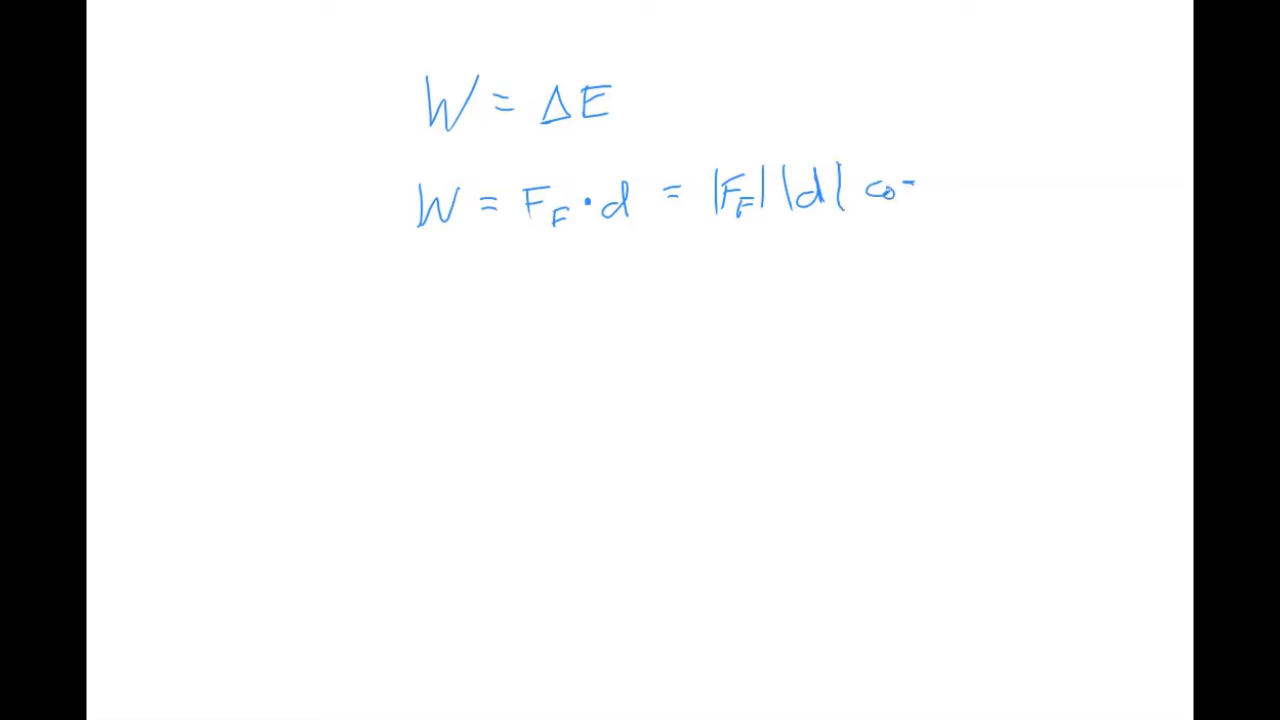 W = ΔE
W = F_F · d = |F_F| |d| co